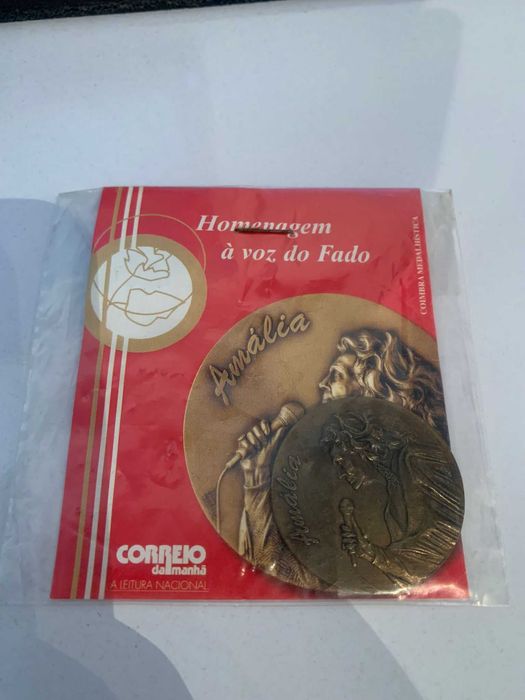 Homenagem
à voz do Fado
COIMBRA MEDALHÍSTICA
Amália
Amália
CORREIO
da manhã
A LEITURA NACIONAL